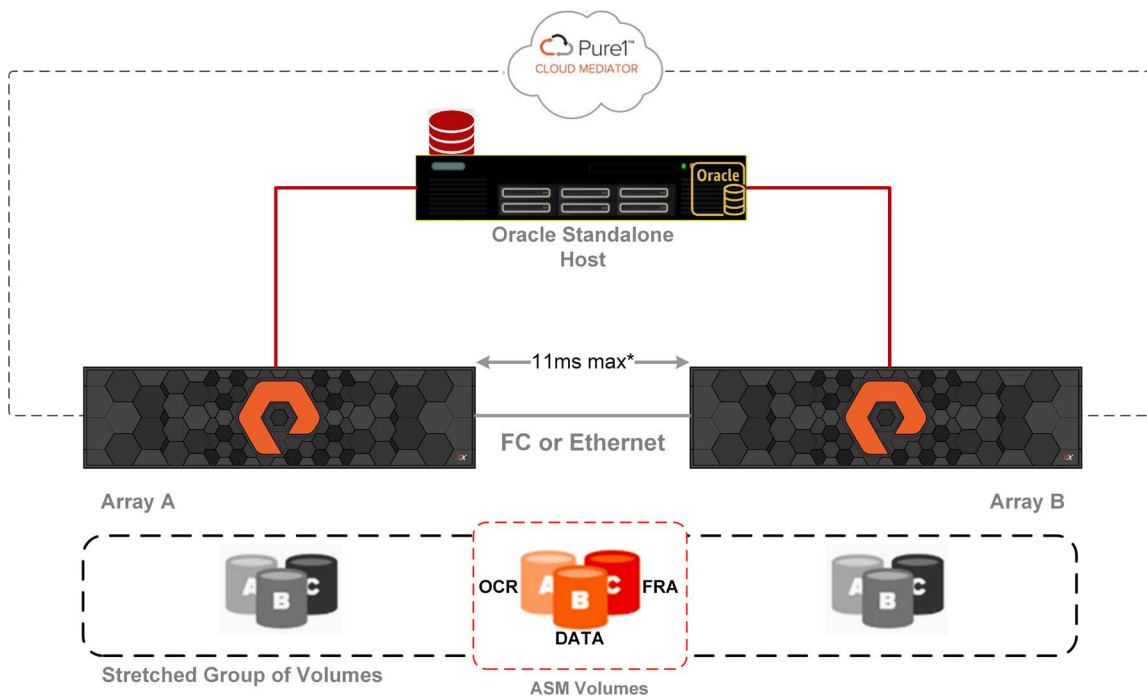 Pure1™
CLOUD MEDIATOR
Oracle
Oracle Standalone
Host
11ms max*
FC or Ethernet
//X
//X
Array A
Array B
A B C
OCR
A B C
FRA
DATA
A B C
Stretched Group of Volumes
ASM Volumes